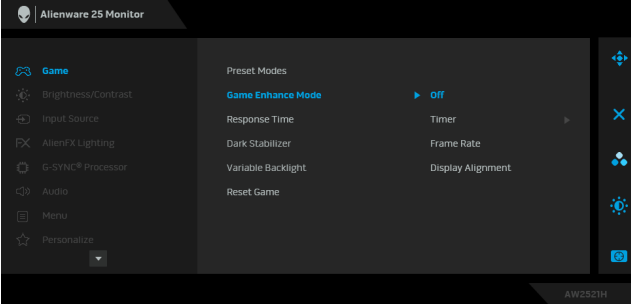 Alienware 25 Monitor
Game
Brightness/Contrast
Input Source
AlienFX Lighting
G-SYNC® Processor
Audio
Menu
Personalize
Preset Modes
Game Enhance Mode
Response Time
Dark Stabilizer
Variable Backlight
Reset Game
Off
Timer
Frame Rate
Display Alignment
AW2521H